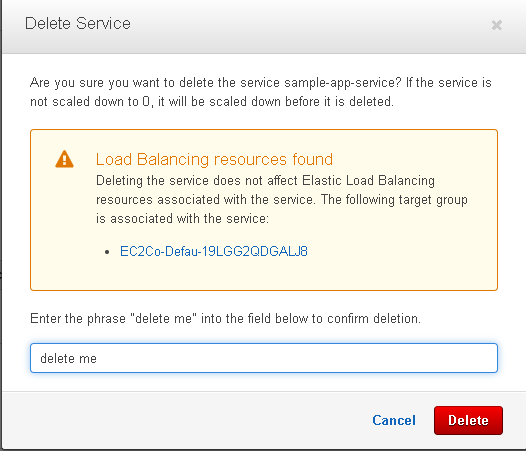 Delete Service
Are you sure you want to delete the service sample-app-service? If the service is
not scaled down to 0, it will be scaled down before it is deleted.
Load Balancing resources found
Deleting the service does not affect Elastic Load Balancing
resources associated with the service. The following target group
is associated with the service:
• EC2Co-Defau-19LGG2QDGALJ8
Enter the phrase "delete me" into the field below to confirm deletion.
delete me
Cancel
Delete